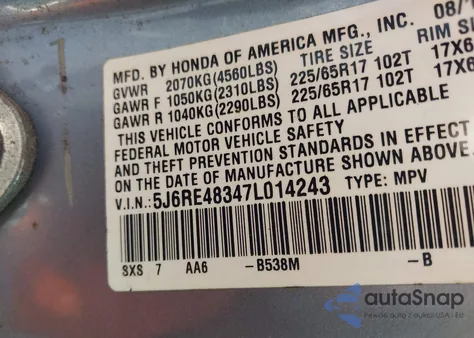 MFD. BY HONDA OF AMERICA MFG., INC. 08/
GVWR 2070KG(4560LBS) TIRE SIZE RIM S
GAWR F 1050KG(2310LBS) 225/65R17 102T 17X6
GAWR R 1040KG(2290LBS) 225/65R17 102T 17X6
THIS VEHICLE CONFORMS TO ALL APPLICABLE
FEDERAL MOTOR VEHICLE SAFETY
AND THEFT PREVENTION STANDARDS IN EFFECT
ON THE DATE OF MANUFACTURE SHOWN ABOVE.
V.I.N.: 5J6RE48347L014243 TYPE: MPV
SXS 7 AA6 -B538M -B
autaSnap